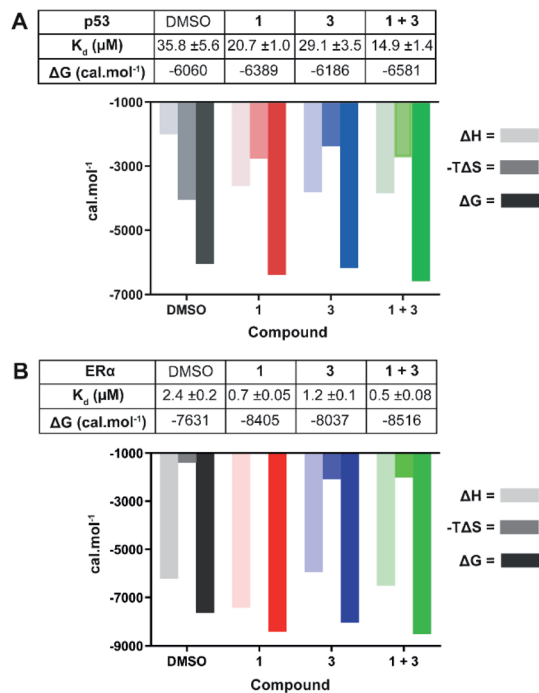 A
p53 DMSO 1 3 1 + 3
Kd (µM) 35.8 ±5.6 20.7 ±1.0 29.1 ±3.5 14.9 ±1.4
ΔG (cal.mol-1) -6060 -6389 -6186 -6581
-1000
-3000
-5000
-7000
cal.mol-1
DMSO 1 3 1 + 3
Compound
ΔH =
-TΔS =
ΔG =
B
ERα DMSO 1 3 1 + 3
Kd (µM) 2.4 ±0.2 0.7 ±0.05 1.2 ±0.1 0.5 ±0.08
ΔG (cal.mol-1) -7631 -8405 -8037 -8516
-1000
-3000
-5000
-7000
-9000
cal.mol-1
DMSO 1 3 1 + 3
Compound
ΔH =
-TΔS =
ΔG =